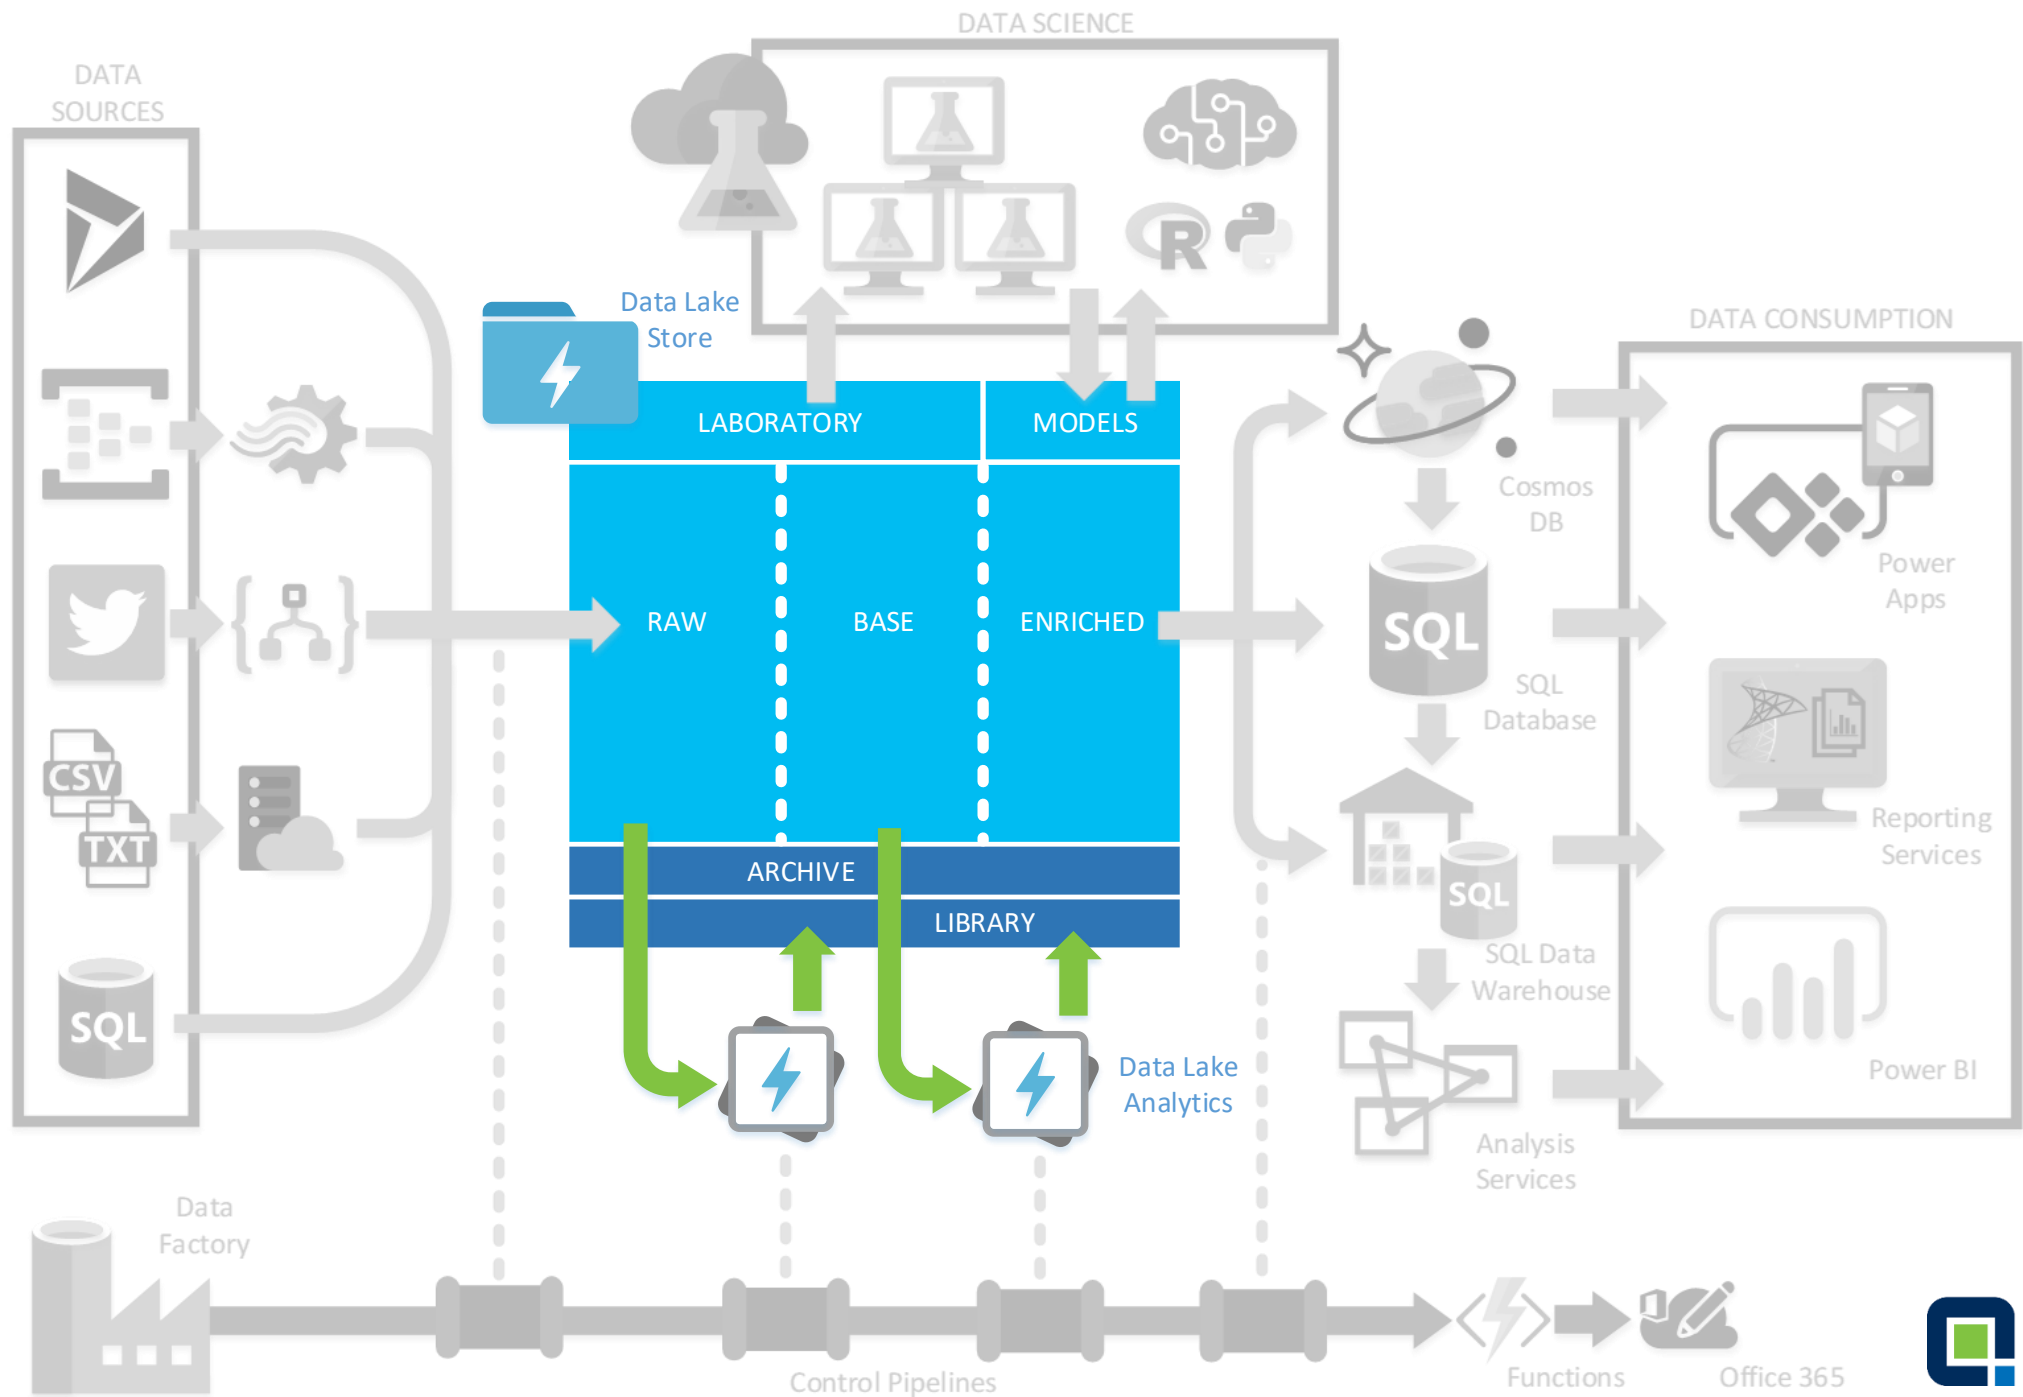 DATA SCIENCE
DATA
SOURCES
R
Data Lake
Store
DATA CONSUMPTION
LABORATORY
MODELS
Cosmos
DB
Power
Apps
RAW
BASE
ENRICHED
SQL
SQL
Database
CSV
TXT
Reporting
Services
ARCHIVE
LIBRARY
SQL
SQL Data
Warehouse
SQL
Data Lake
Analytics
Power BI
Analysis
Services
Data
Factory
Control Pipelines
Functions
Office 365